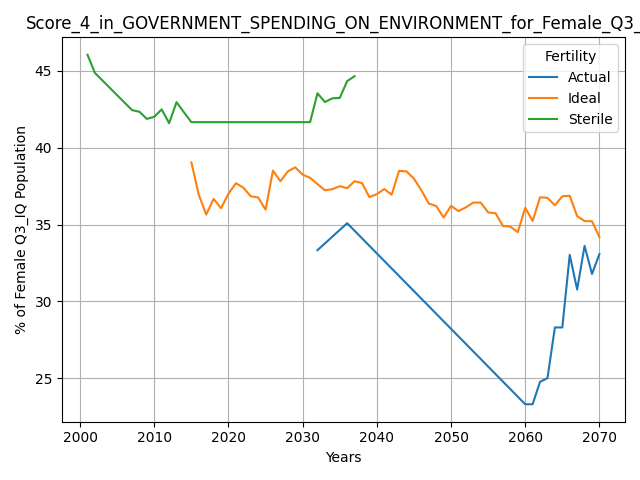 Score_4_in_GOVERNMENT_SPENDING_ON_ENVIRONMENT_for_Female_Q3_
Fertility
Actual
Ideal
Sterile
% of Female Q3_IQ Population
45
40
35
30
25
2000 2010 2020 2030 2040 2050 2060 2070
Years